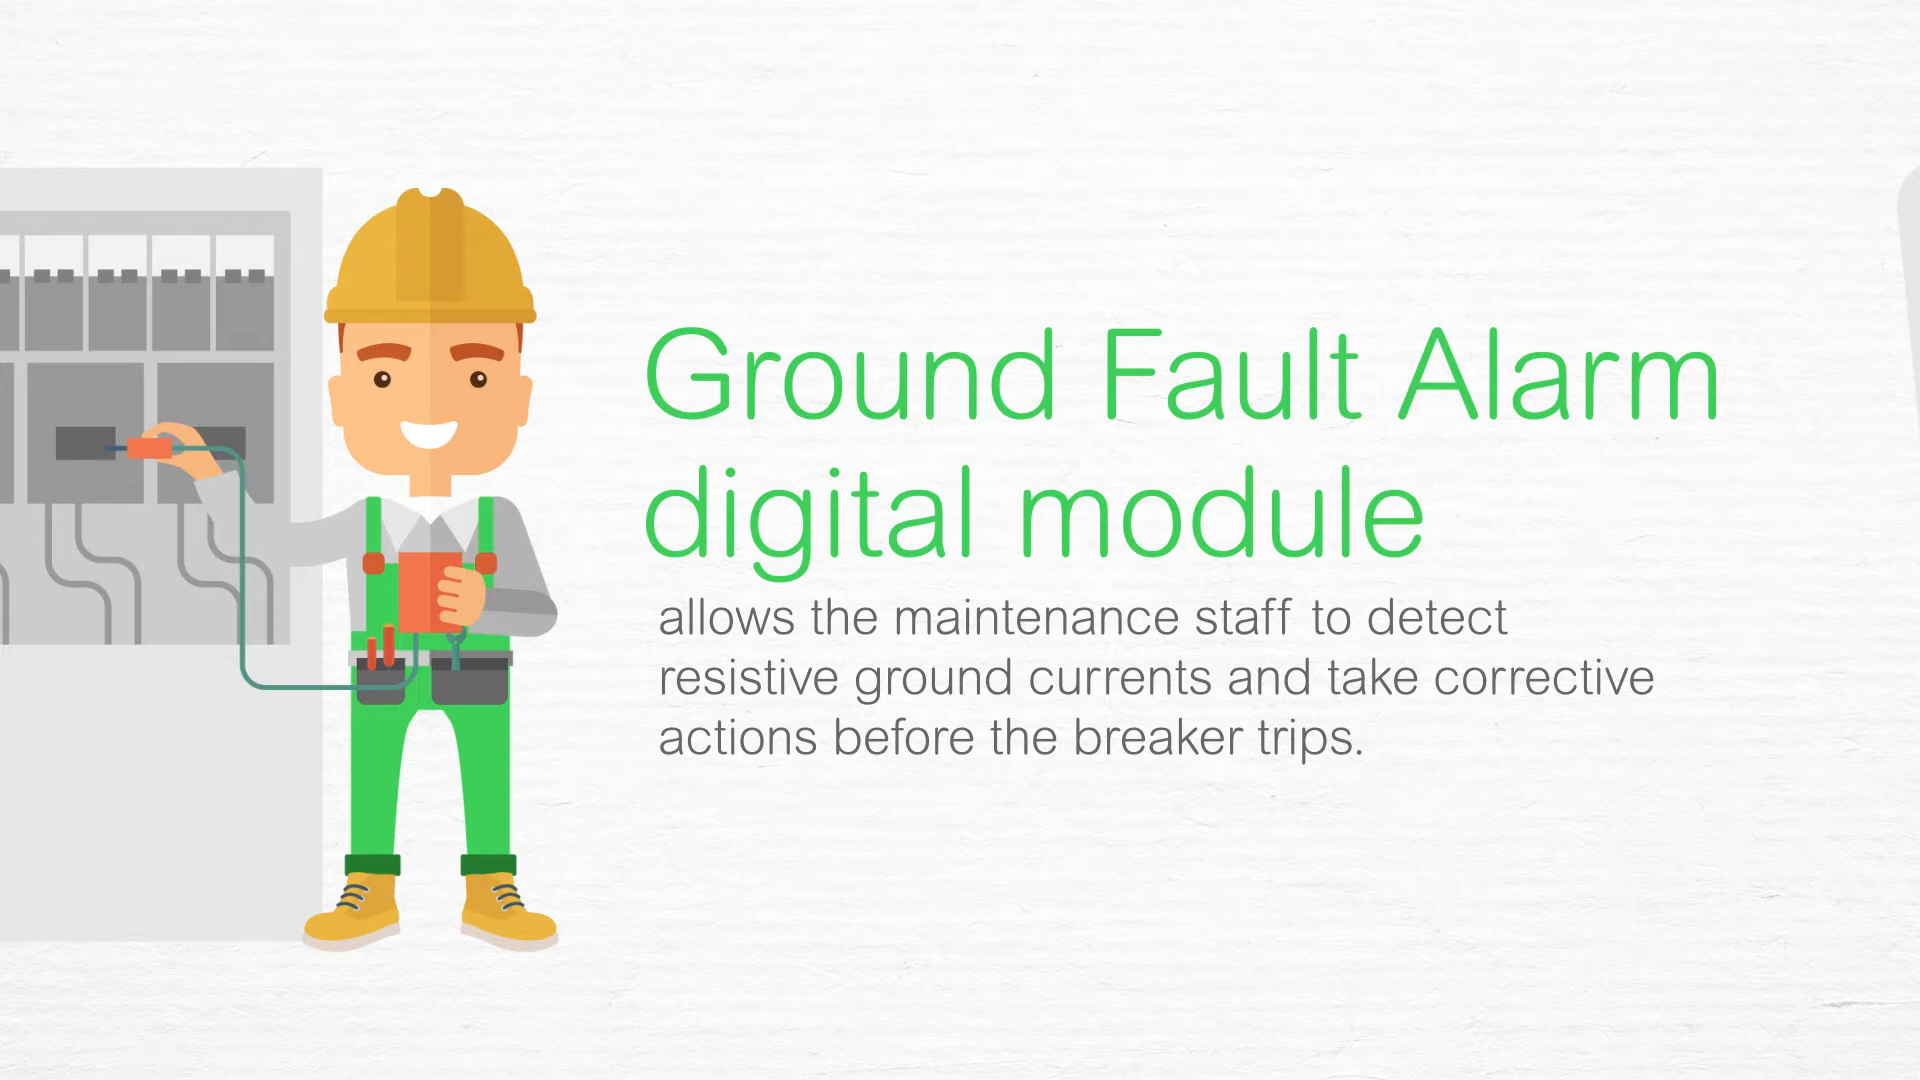 Ground Fault Alarm
digital module
allows the maintenance staff to detect
resistive ground currents and take corrective
actions before the breaker trips.